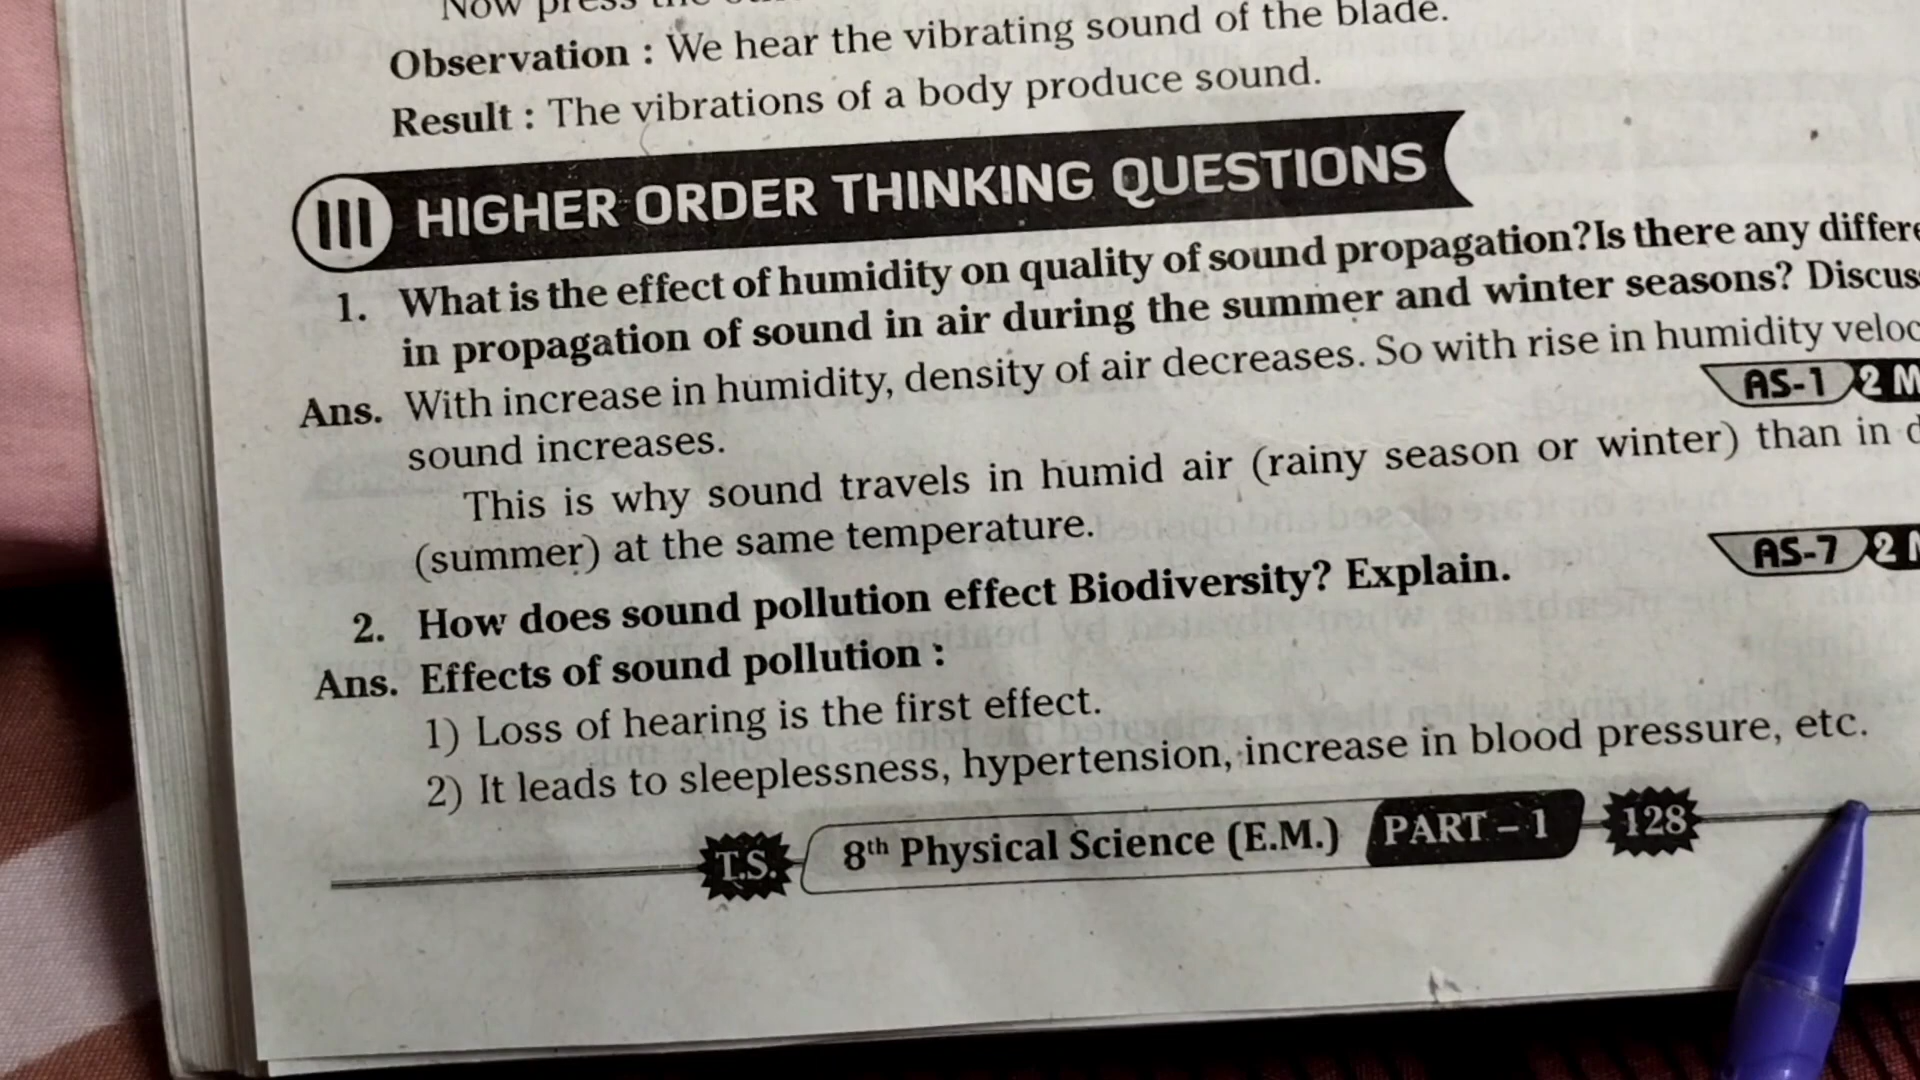 Now press the
Observation : We hear the vibrating sound of the blade.
Result : The vibrations of a body produce sound.
III HIGHER ORDER THINKING QUESTIONS
1. What is the effect of humidity on quality of sound propagation?Is there any differe
in propagation of sound in air during the summer and winter seasons? Discus
AS-1 2 M
Ans. With increase in humidity, density of air decreases. So with rise in humidity veloc
sound increases.
This is why sound travels in humid air (rainy season or winter) than in d
(summer) at the same temperature.
2. How does sound pollution effect Biodiversity? Explain.
AS-7 2 M
Ans. Effects of sound pollution :
1) Loss of hearing is the first effect.
2) It leads to sleeplessness, hypertension, increase in blood pressure, etc.
T.S. 8th Physical Science (E.M.) PART – 1 128